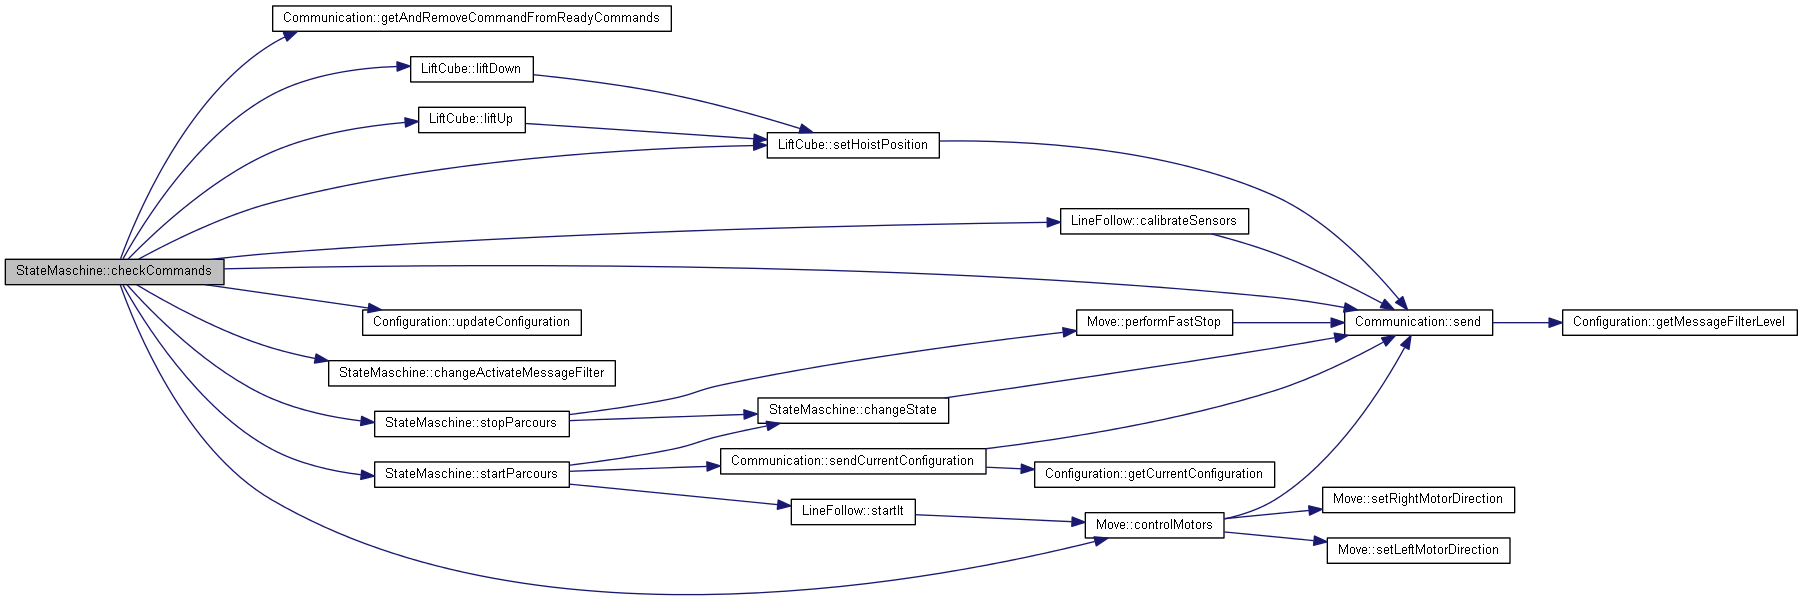 Communication::getAndRemoveCommandFromReadyCommands
LiftCube::liftDown
LiftCube::liftUp
LiftCube::setHoistPosition
LineFollow::calibrateSensors
StateMaschine::checkCommands
Configuration::updateConfiguration
Move::performFastStop
Communication::send
Configuration::getMessageFilterLevel
StateMaschine::changeActivateMessageFilter
StateMaschine::changeState
StateMaschine::stopParcours
Communication::sendCurrentConfiguration
StateMaschine::startParcours
Configuration::getCurrentConfiguration
LineFollow::startIt
Move::setRightMotorDirection
Move::controlMotors
Move::setLeftMotorDirection